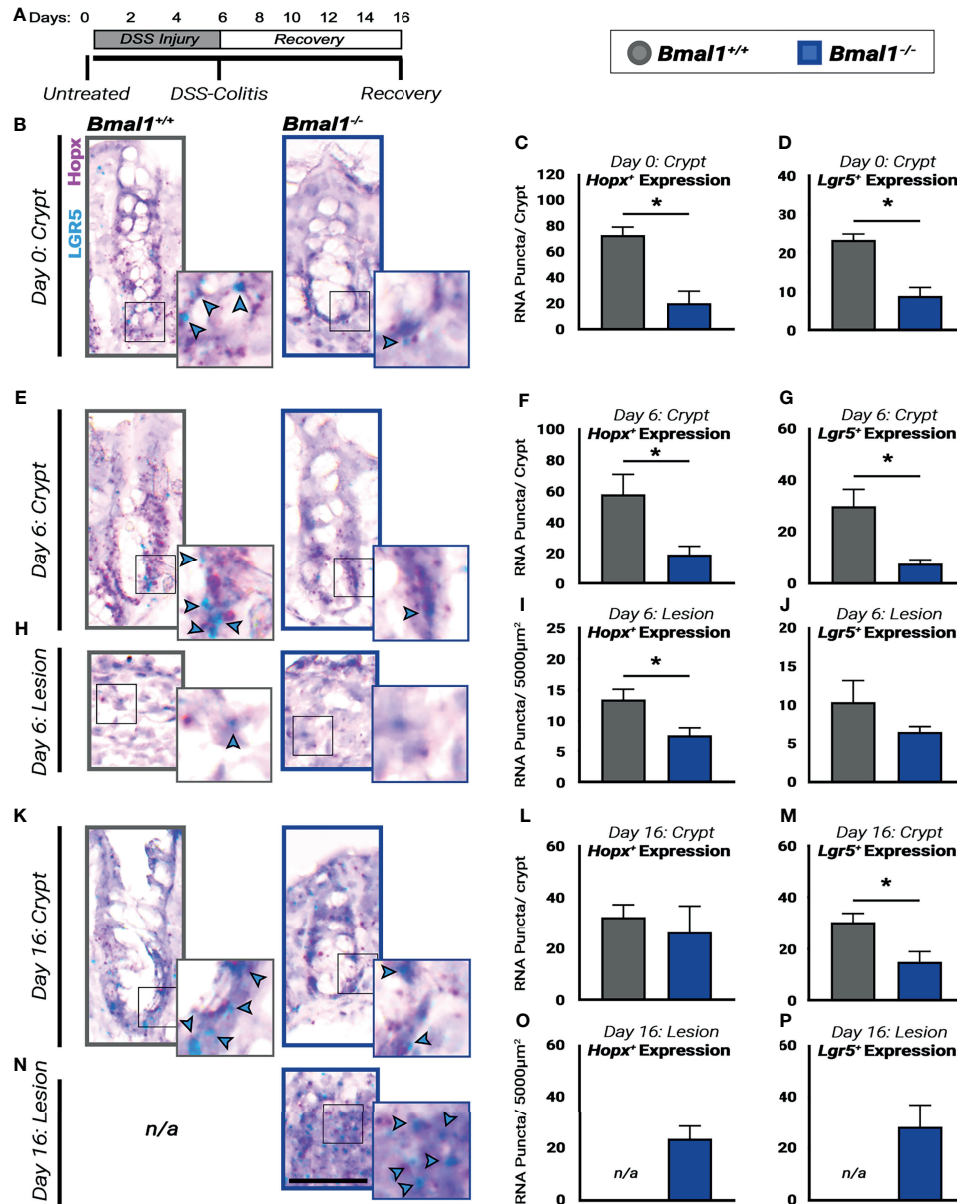 A Days: 0 2 4 6 8 10 12 14 16
DSS Injury Recovery
Untreated DSS-Colitis Recovery
Bmal1+/+ Bmal1-/-
B Bmal1+/+ Bmal1-/-
Day 0: Crypt
LGR5 Hopx
C Day 0: Crypt
Hopx+ Expression
RNA Puncta/ Crypt
120
100
80
60
40
20
0
*
D Day 0: Crypt
Lgr5+ Expression
40
30
20
10
0
*
E
Day 6: Crypt
F Day 6: Crypt
Hopx+ Expression
RNA Puncta/ Crypt
100
80
60
40
20
0
*
G Day 6: Crypt
Lgr5+ Expression
60
40
20
0
*
H
Day 6: Lesion
I Day 6: Lesion
Hopx+ Expression
RNA Puncta/ 5000µm²
25
20
15
10
5
0
*
J Day 6: Lesion
Lgr5+ Expression
20
15
10
5
0
K
Day 16: Crypt
L Day 16: Crypt
Hopx+ Expression
RNA Puncta/ crypt
60
40
20
0
M Day 16: Crypt
Lgr5+ Expression
60
40
20
0
*
N
Day 16: Lesion
n/a
O Day 16: Lesion
Hopx+ Expression
RNA Puncta/ 5000µm²
60
40
20
0
n/a
P Day 16: Lesion
Lgr5+ Expression
60
40
20
0
n/a